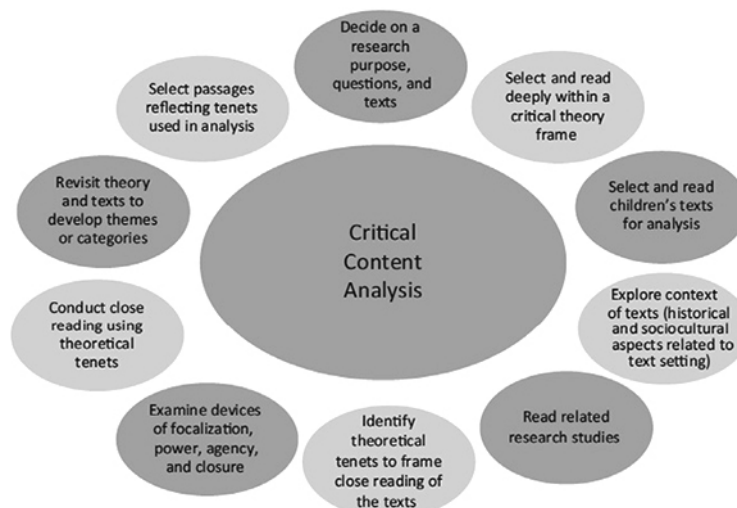 Decide on a
research
purpose,
questions, and
texts
Select and read
deeply within a
critical theory
frame
Select and read
children's texts
for analysis
Explore context
of texts (historical
and sociocultural
aspects related to
text setting)
Read related
research studies
Identify
theoretical
tenets to frame
close reading of
the texts
Examine devices
of focalization,
power, agency,
and closure
Conduct close
reading using
theoretical
tenets
Revisit theory
and texts to
develop themes
or categories
Select passages
reflecting tenets
used in analysis
Critical
Content
Analysis